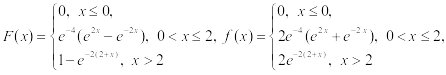 F(x) = { 0, x ≤ 0, f(x) = { 0, x ≤ 0,
e^{-4}(e^{2x} − e^{-2x}), 0 < x ≤ 2, 2e^{-4}(e^{2x} + e^{-2x}), 0 < x ≤ 2,
1 − e^{-2(2+x)}, x > 2 2e^{-2(2+x)}, x > 2